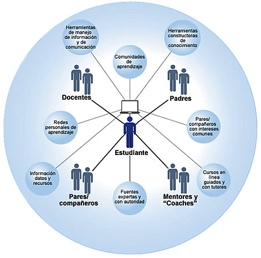 Herramientas
de manejo
de información
y de
comunicación
Herramientas
constructoras
de
conocimiento
Comunidades
de
aprendizaje
Docentes
Padres
Redes
personales de
aprendizaje
Pares/
compañeros
con intereses
comunes
Estudiante
Información
datos y
recursos
Cursos en
línea
guiados y
con tutores
Pares/
compañeros
Fuentes
expertas y
con autoridad
Mentores y
"Coaches"